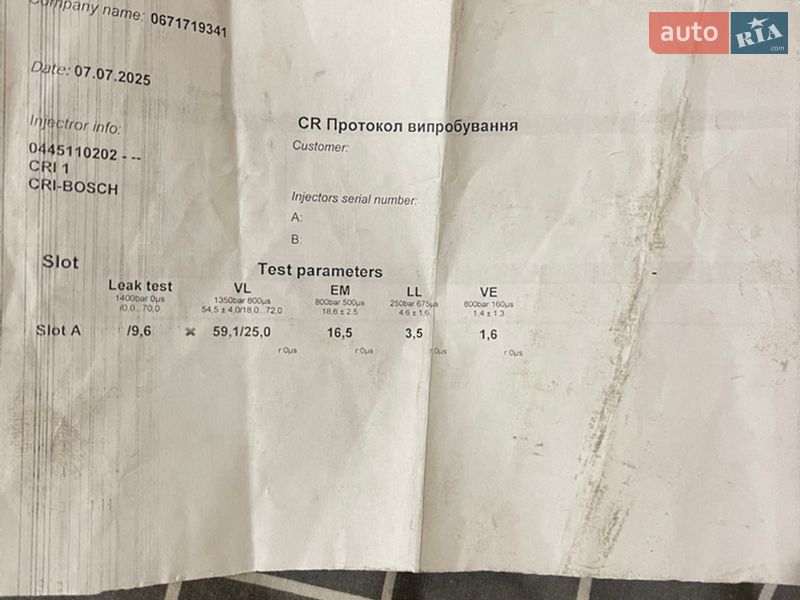 Company name: 0671719341
auto RIA .com
Date: 07.07.2025
Injectror info:
0445110202 - --
CRI 1
CRI-BOSCH
CR Протокол випробування
Customer:
Injectors serial number:
A:
B:
Slot Test parameters -
Leak test VL EM LL VE
1400bar 0µs 1350bar 800µs 800bar 500µs 250bar 675µs 800bar 160µs
/0,0...70,0 54,5 ± 4,0/18,0...72,0 18,6 ± 2,5 4,6 ± 1,6 1,4 ± 1,3
Slot A /9,6 × 59,1/25,0 16,5 3,5 1,6
r:0µs r:0µs r:0µs r:0µs